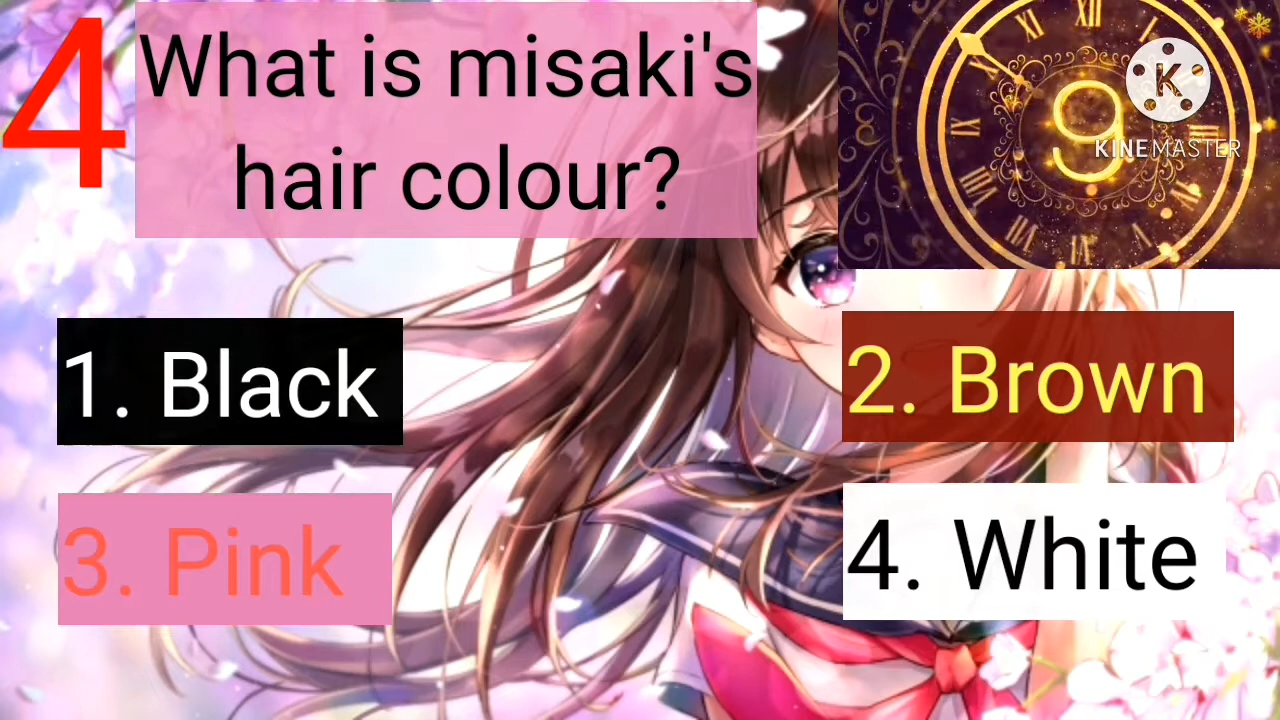 4
What is misaki's
hair colour?
9
K
KINEMASTER
1. Black
2. Brown
3. Pink
4. White